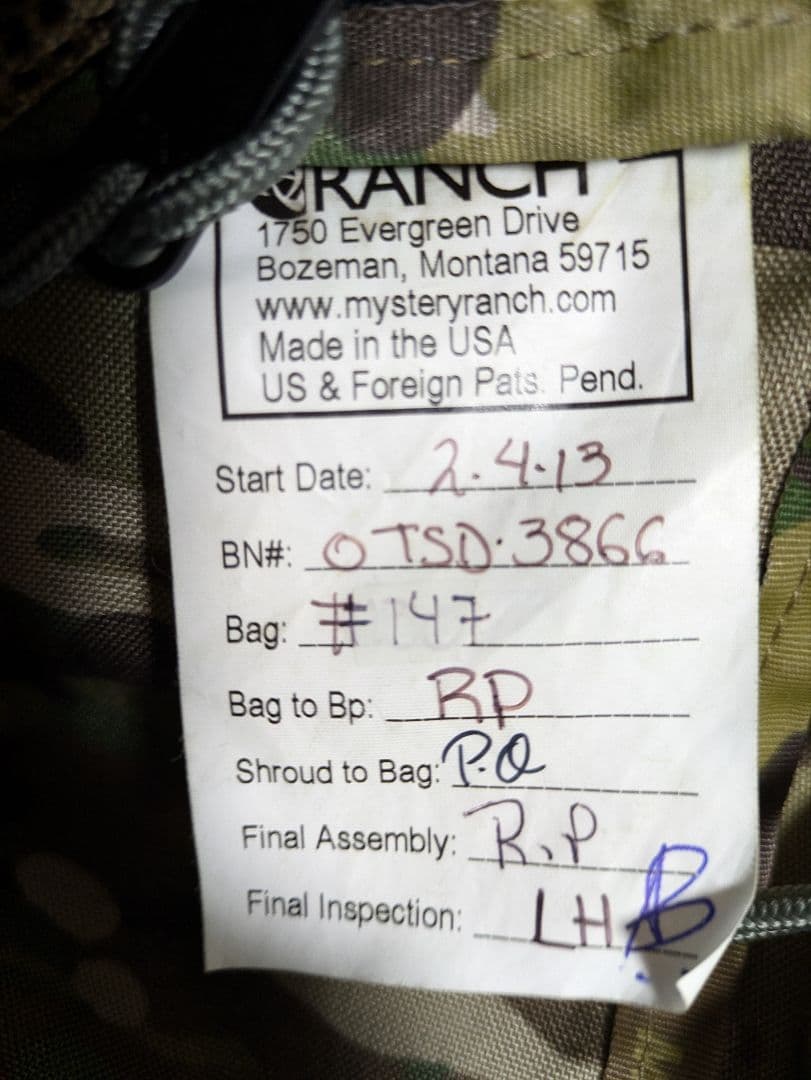 RANCH
1750 Evergreen Drive
Bozeman, Montana 59715
www.mysteryranch.com
Made in the USA
US & Foreign Pats. Pend.
Start Date: 2.4.13
BN#: OTSD.3866
Bag: #147
Bag to Bp: RP
Shroud to Bag: P.Q
Final Assembly: R.P
Final Inspection: LH